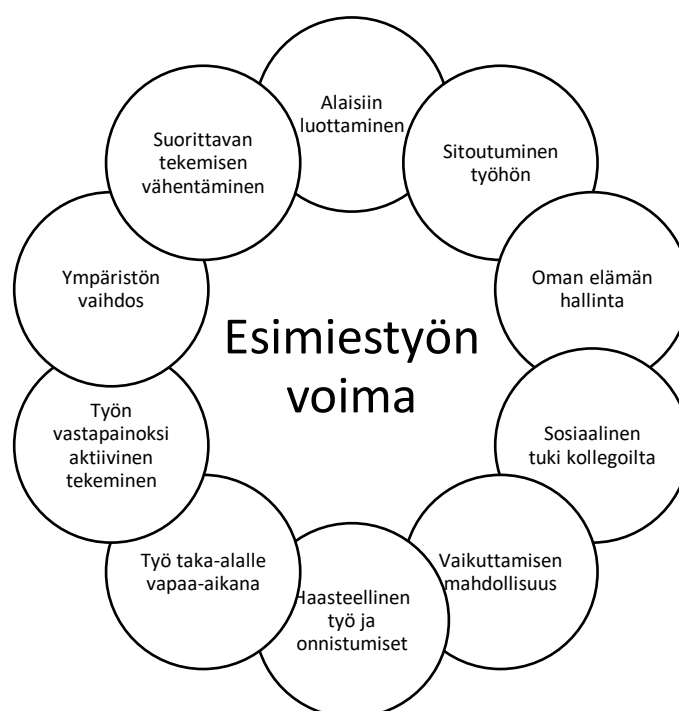 Alaisiin
luottaminen
Sitoutuminen
työhön
Oman elämän
hallinta
Sosiaalinen
tuki kollegoilta
Vaikuttamisen
mahdollisuus
Haasteellinen
työ ja
onnistumiset
Työ taka-alalle
vapaa-aikana
Työn
vastapainoksi
aktiivinen
tekeminen
Ympäristön
vaihdos
Suorittavan
tekemisen
vähentäminen
Esimiestyön
voima